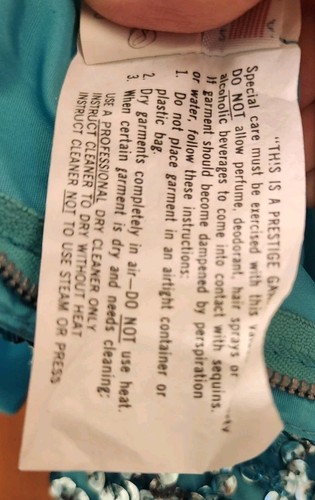 "THIS IS A PRESTIGE
Special care must be exercised with this
DO NOT allow perfume, deodorant, hair sprays or
alcoholic beverages to come into contact with sequins.
If garment should become dampened by perspiration
or water, follow these instructions:
1. Do not place garment in an airtight container or
plastic bag.
2. Dry garments completely in air—DO NOT use heat.
3. When certain garment is dry and needs cleaning:
USE A PROFESSIONAL DRY CLEANER ONLY
INSTRUCT CLEANER TO DRY WITHOUT HEAT
INSTRUCT CLEANER NOT TO USE STEAM OR PRESS